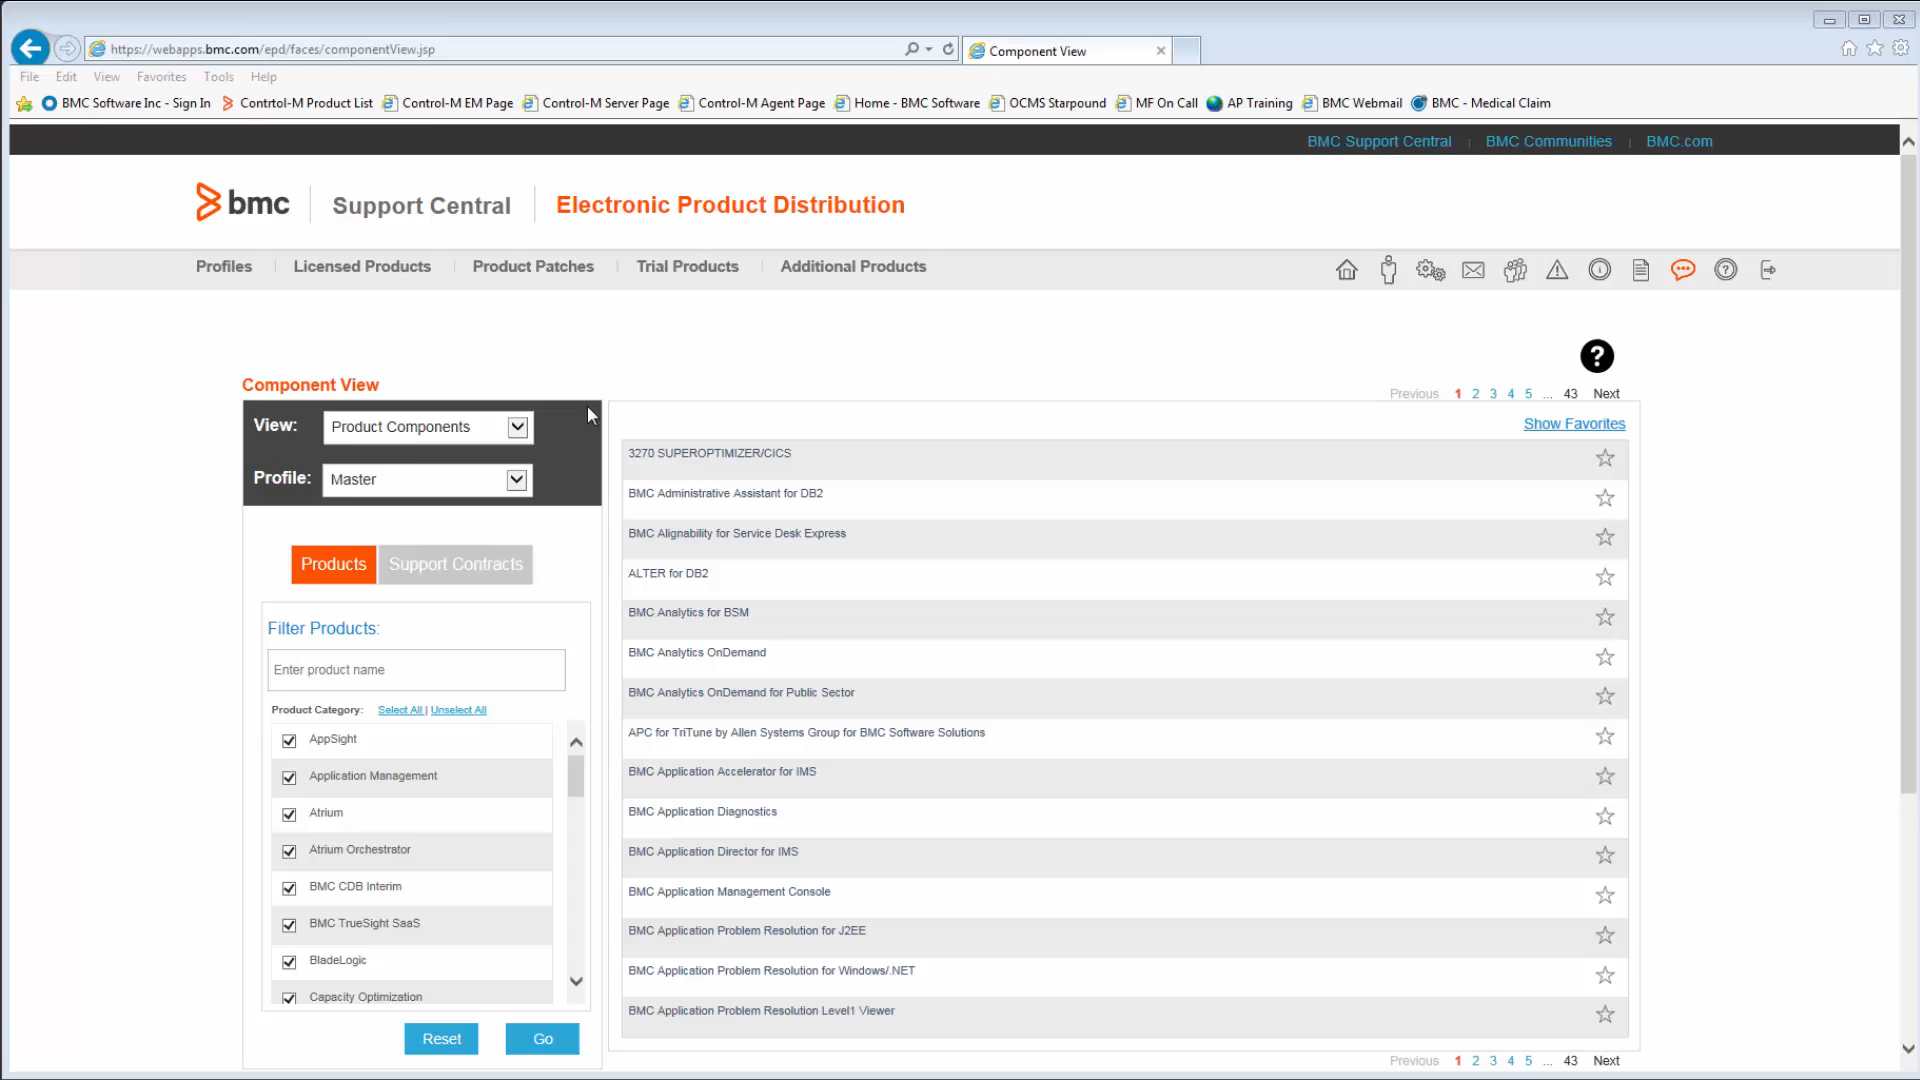 https://webapps.bmc.com/epd/faces/componentView.jsp
Component View
File Edit View Favorites Tools Help
BMC Software Inc - Sign In Contrtol-M Product List Control-M EM Page Control-M Server Page Control-M Agent Page Home - BMC Software OCMS Starpound MF On Call AP Training BMC Webmail BMC - Medical Claim
BMC Support Central | BMC Communities | BMC.com
bmc Support Central Electronic Product Distribution
Profiles | Licensed Products | Product Patches | Trial Products | Additional Products
?
Component View
Previous 1 2 3 4 5 ... 43 Next
View: Product Components
Show Favorites
Profile: Master
Products Support Contracts
Filter Products:
Enter product name
Product Category: Select All | Unselect All
AppSight
Application Management
Atrium
Atrium Orchestrator
BMC CDB Interim
BMC TrueSight SaaS
BladeLogic
Capacity Optimization
Reset Go
3270 SUPEROPTIMIZER/CICS
BMC Administrative Assistant for DB2
BMC Alignability for Service Desk Express
ALTER for DB2
BMC Analytics for BSM
BMC Analytics OnDemand
BMC Analytics OnDemand for Public Sector
APC for TriTune by Allen Systems Group for BMC Software Solutions
BMC Application Accelerator for IMS
BMC Application Diagnostics
BMC Application Director for IMS
BMC Application Management Console
BMC Application Problem Resolution for J2EE
BMC Application Problem Resolution for Windows/.NET
BMC Application Problem Resolution Level1 Viewer
Previous 1 2 3 4 5 ... 43 Next